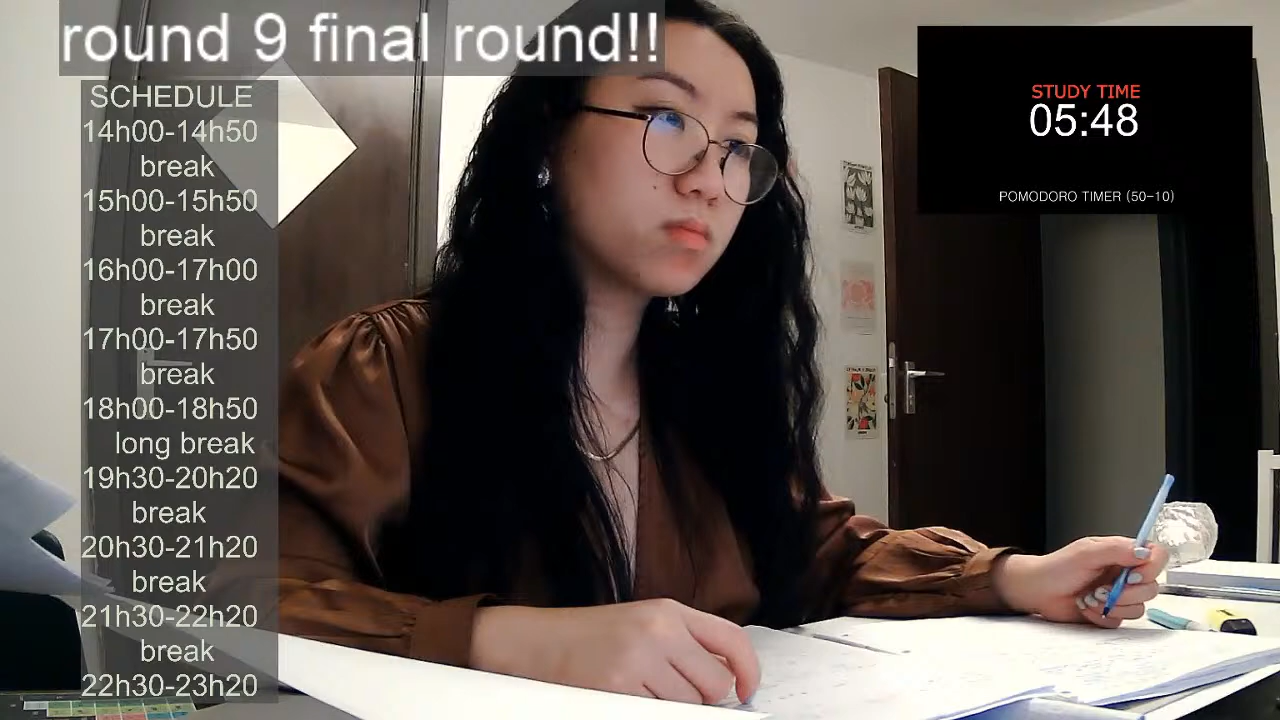 round 9 final round!!
SCHEDULE
14h00-14h50
break
15h00-15h50
break
16h00-17h00
break
17h00-17h50
break
18h00-18h50
long break
19h30-20h20
break
20h30-21h20
break
21h30-22h20
break
22h30-23h20
STUDY TIME
05:48
POMODORO TIMER (50-10)